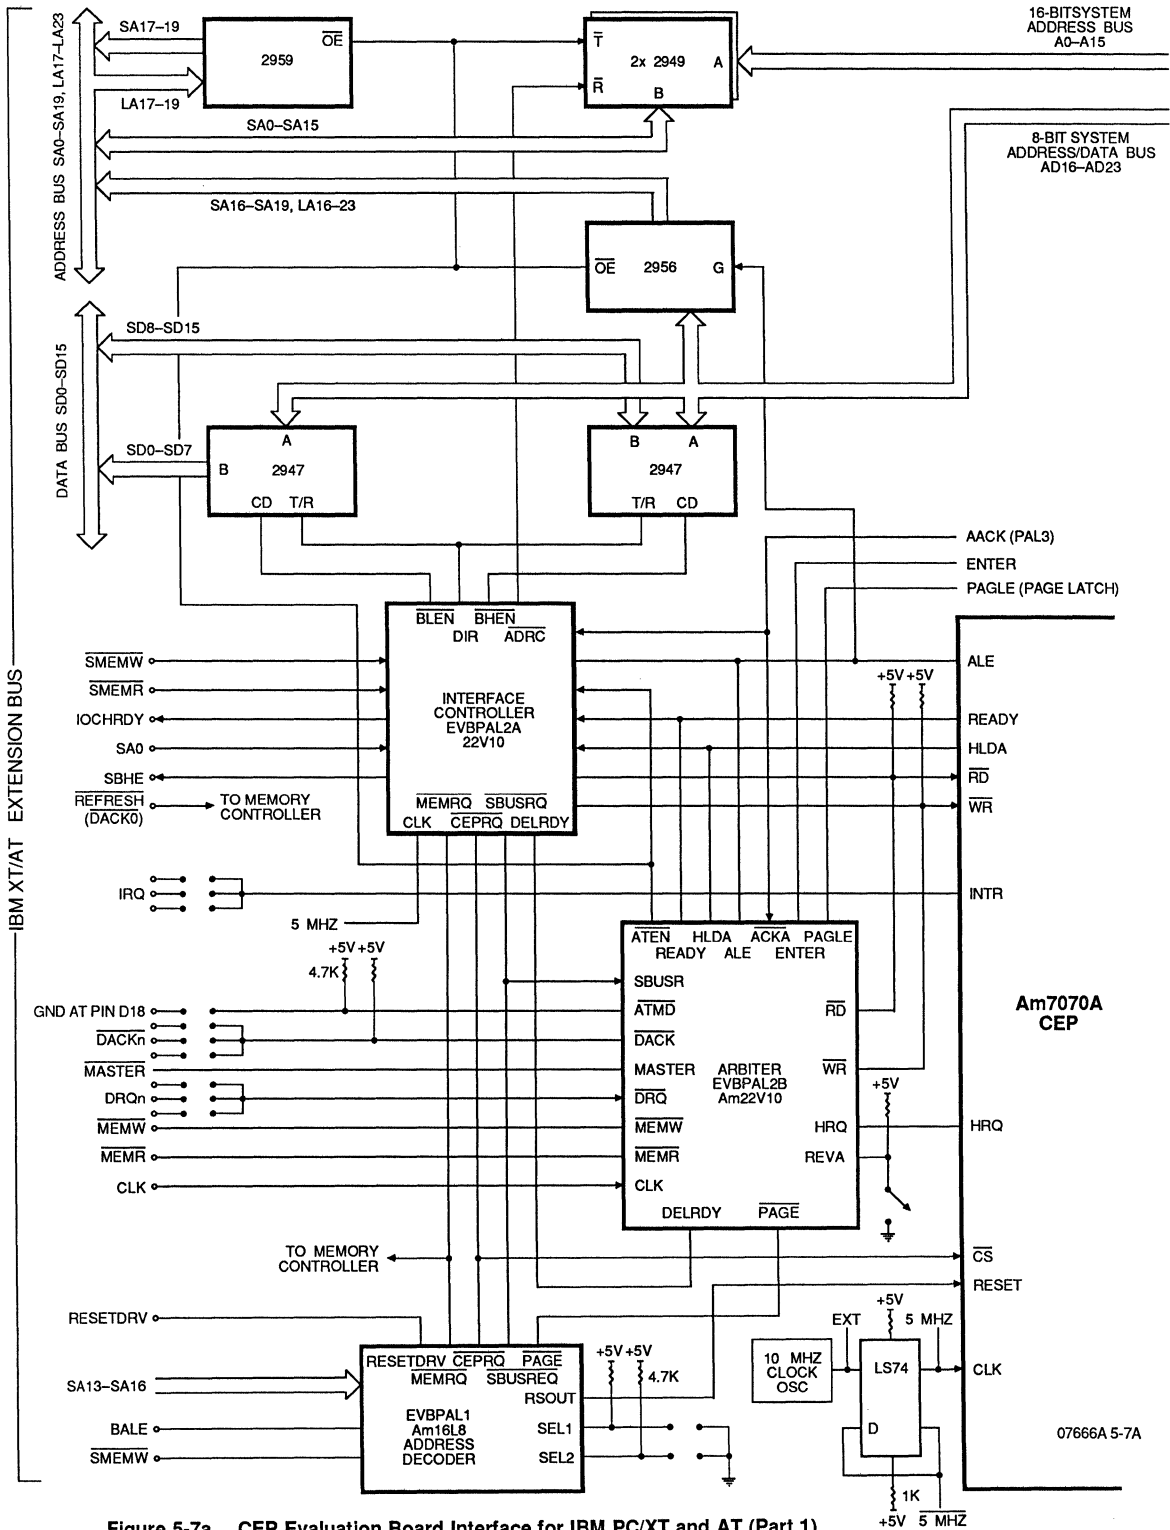 SA17–19
OE
2959
T
2x 2949
A
R
B
16-BITSYSTEM
ADDRESS BUS
A0–A15
LA17–19
SA0–SA15
8-BIT SYSTEM
ADDRESS/DATA BUS
AD16–AD23
ADDRESS BUS SA0–SA19, LA17–LA23
SA16–SA19, LA16–23
OE
2956
G
SD8–SD15
DATA BUS SD0–SD15
SD0–SD7
A
B
2947
CD T/R
B
A
2947
T/R CD
AACK (PAL3)
ENTER
PAGLE (PAGE LATCH)
BLEN
BHEN
DIR
ADRC
IBM XT/AT EXTENSION BUS
SMEMW
SMEMR
IOCHRDY
SA0
SBHE
REFRESH
(DACK0)
TO MEMORY
CONTROLLER
INTERFACE
CONTROLLER
EVBPAL2A
22V10
MEMRQ
SBUSRQ
CLK
CEPRQ
DELRDY
ALE
+5V +5V
READY
HLDA
RD
WR
IRQ
INTR
5 MHZ
+5V +5V
4.7K
ATEN
HLDA
ACKA
PAGLE
READY
ALE
ENTER
SBUSR
GND AT PIN D18
ATMD
RD
DACKn
DACK
MASTER
MASTER
ARBITER
EVBPAL2B
Am22V10
WR
DRQn
DRQ
+5V
MEMW
MEMW
HRQ
HRQ
MEMR
MEMR
REVA
CLK
CLK
DELRDY
PAGE
Am7070A
CEP
TO MEMORY
CONTROLLER
CS
RESET
RESETDRV
+5V
EXT
5 MHZ
RESETDRV
CEPRQ
PAGE
MEMRQ
SBUSREQ
+5V +5V
4.7K
10 MHZ
CLOCK
OSC
LS74
CLK
SA13–SA16
RSOUT
EVBPAL1
Am16L8
ADDRESS
DECODER
BALE
SEL1
D
SMEMW
SEL2
07666A 5-7A
1K
+5V
5 MHZ
Figure 5-7a. CEP Evaluation Board Interface for IBM PC/XT and AT (Part 1)